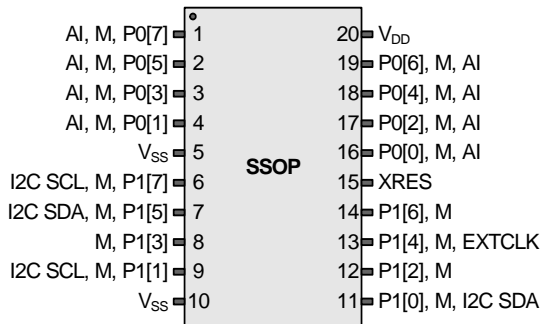 AI, M, P0[7] 1 20 VDD
AI, M, P0[5] 2 19 P0[6], M, AI
AI, M, P0[3] 3 18 P0[4], M, AI
AI, M, P0[1] 4 17 P0[2], M, AI
VSS 5 16 P0[0], M, AI
SSOP
I2C SCL, M, P1[7] 6 15 XRES
I2C SDA, M, P1[5] 7 14 P1[6], M
M, P1[3] 8 13 P1[4], M, EXTCLK
I2C SCL, M, P1[1] 9 12 P1[2], M
VSS 10 11 P1[0], M, I2C SDA